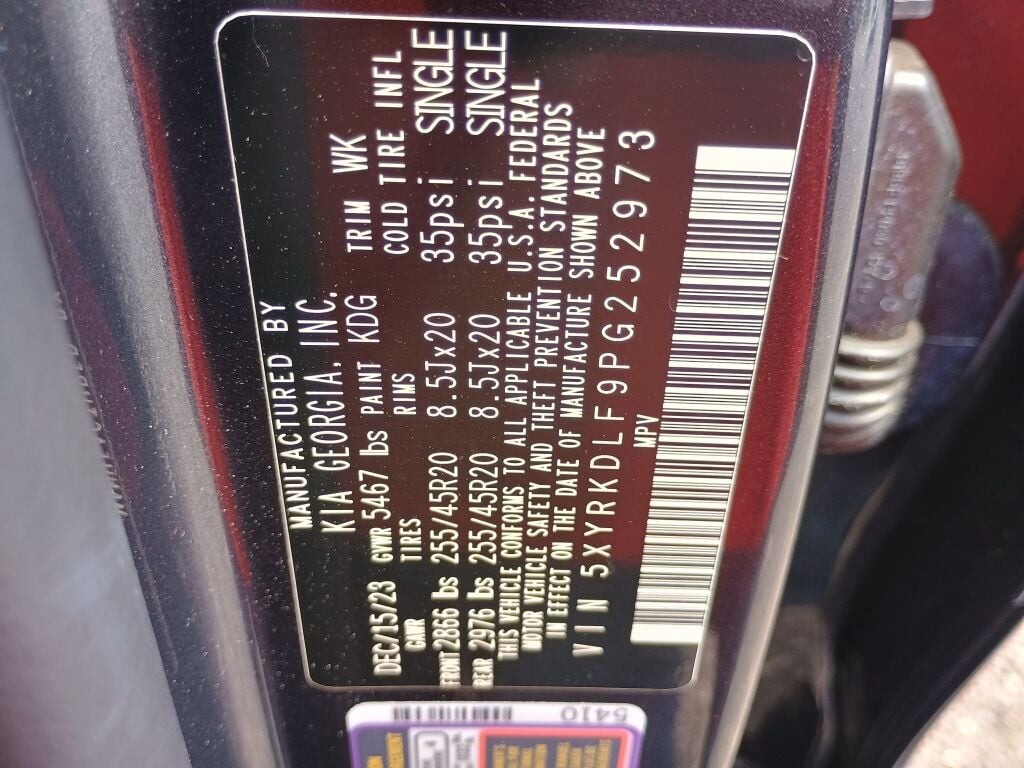 MANUFACTURED BY
KIA GEORGIA, INC.
DEC/15/23 GVWR 5467 lbs PAINT KDG TRIM WK
GAWR TIRES RIMS COLD TIRE INFL
FRONT 2866 lbs 255/45R20 8.5Jx20 35psi SINGLE
REAR 2976 lbs 255/45R20 8.5Jx20 35psi SINGLE
THIS VEHICLE CONFORMS TO ALL APPLICABLE U.S.A. FEDERAL
MOTOR VEHICLE SAFETY AND THEFT PREVENTION STANDARDS
IN EFFECT ON THE DATE OF MANUFACTURE SHOWN ABOVE
VIN 5XYRKDLF9PG252973
MPV
5410